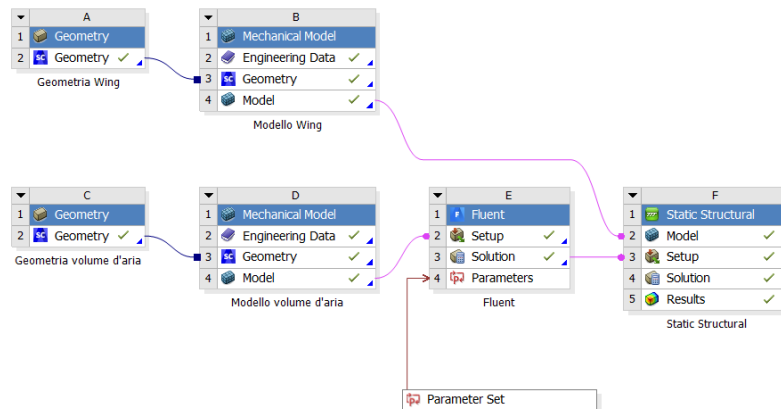 A
1 Geometry
2 Geometry
Geometria Wing
B
1 Mechanical Model
2 Engineering Data
3 Geometry
4 Model
Modello Wing
C
1 Geometry
2 Geometry
Geometria volume d'aria
D
1 Mechanical Model
2 Engineering Data
3 Geometry
4 Model
Modello volume d'aria
E
1 Fluent
2 Setup
3 Solution
4 Parameters
Fluent
F
1 Static Structural
2 Model
3 Setup
4 Solution
5 Results
Static Structural
Parameter Set